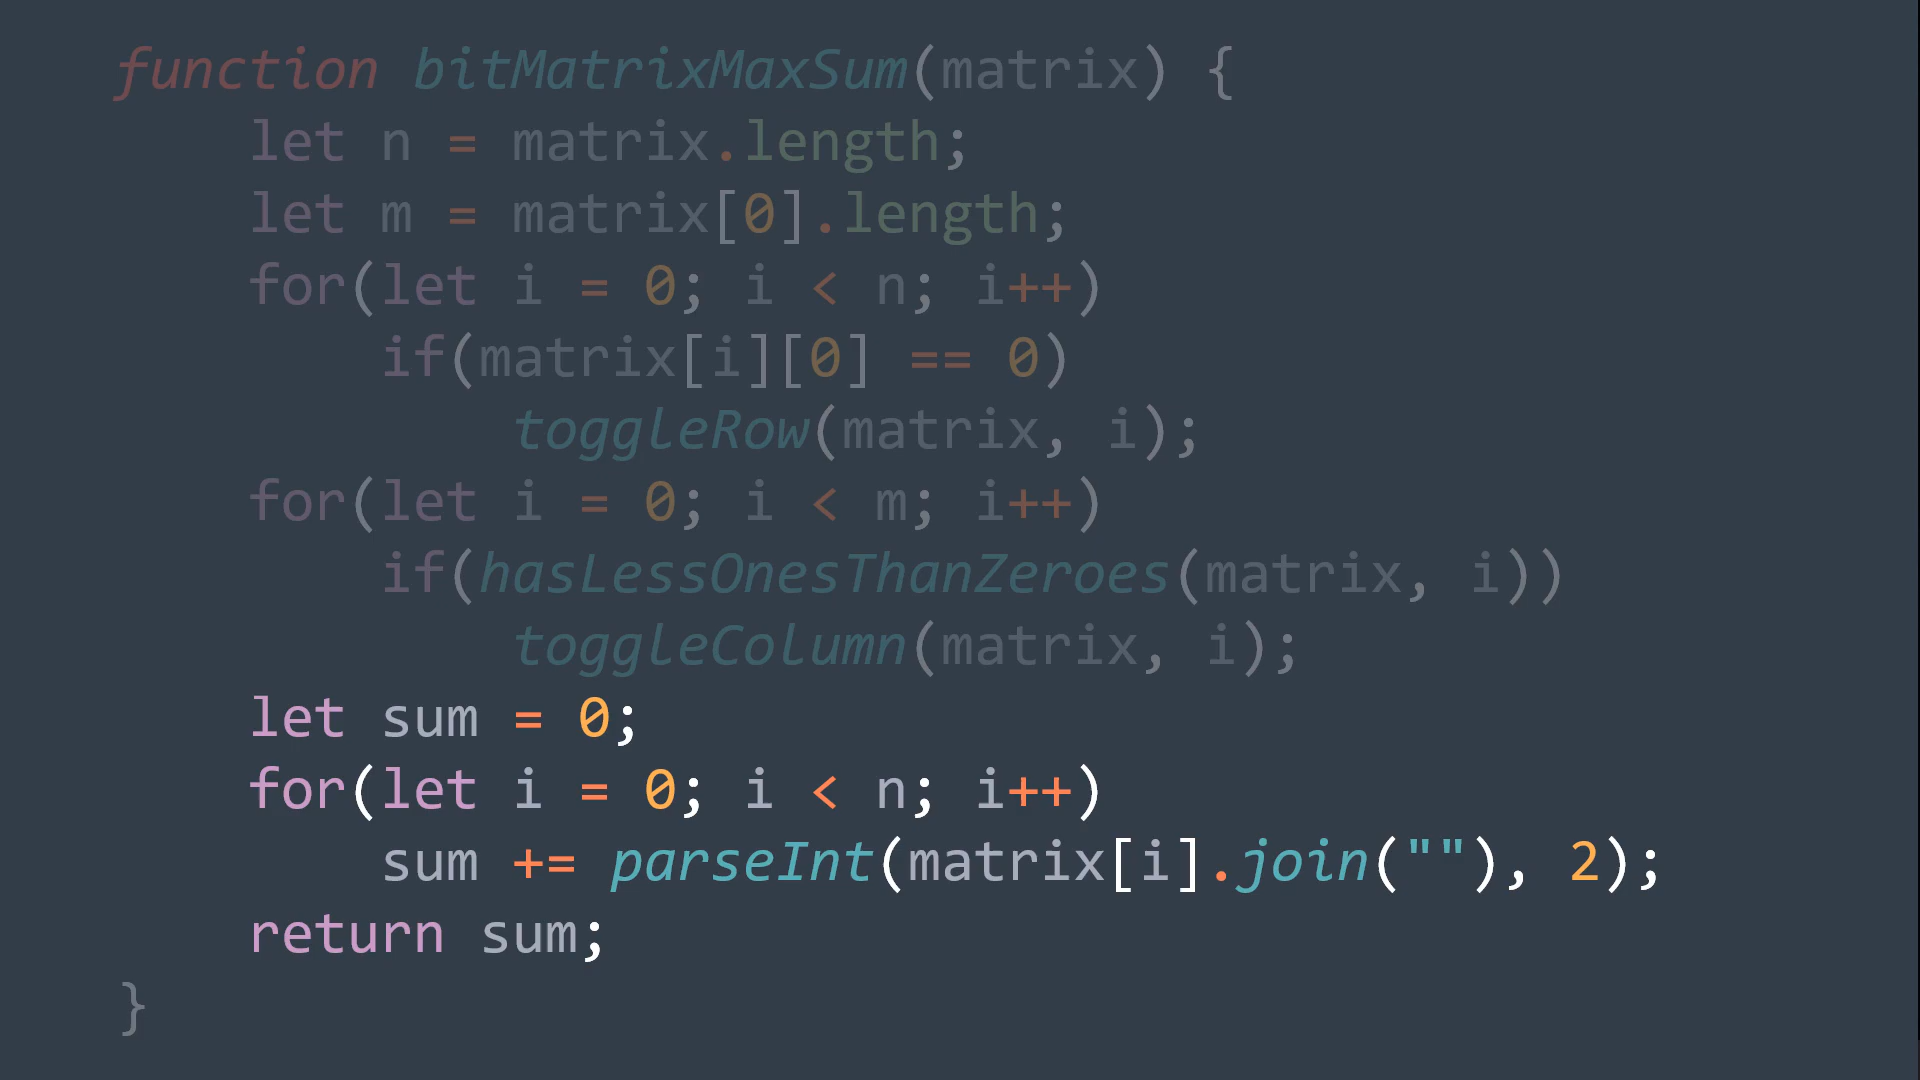 function bitMatrixMaxSum(matrix) {
    let n = matrix.length;
    let m = matrix[0].length;
    for(let i = 0; i < n; i++)
        if(matrix[i][0] == 0)
            toggleRow(matrix, i);
    for(let i = 0; i < m; i++)
        if(hasLessOnesThanZeroes(matrix, i))
            toggleColumn(matrix, i);
    let sum = 0;
    for(let i = 0; i < n; i++)
        sum += parseInt(matrix[i].join(""), 2);
    return sum;
}